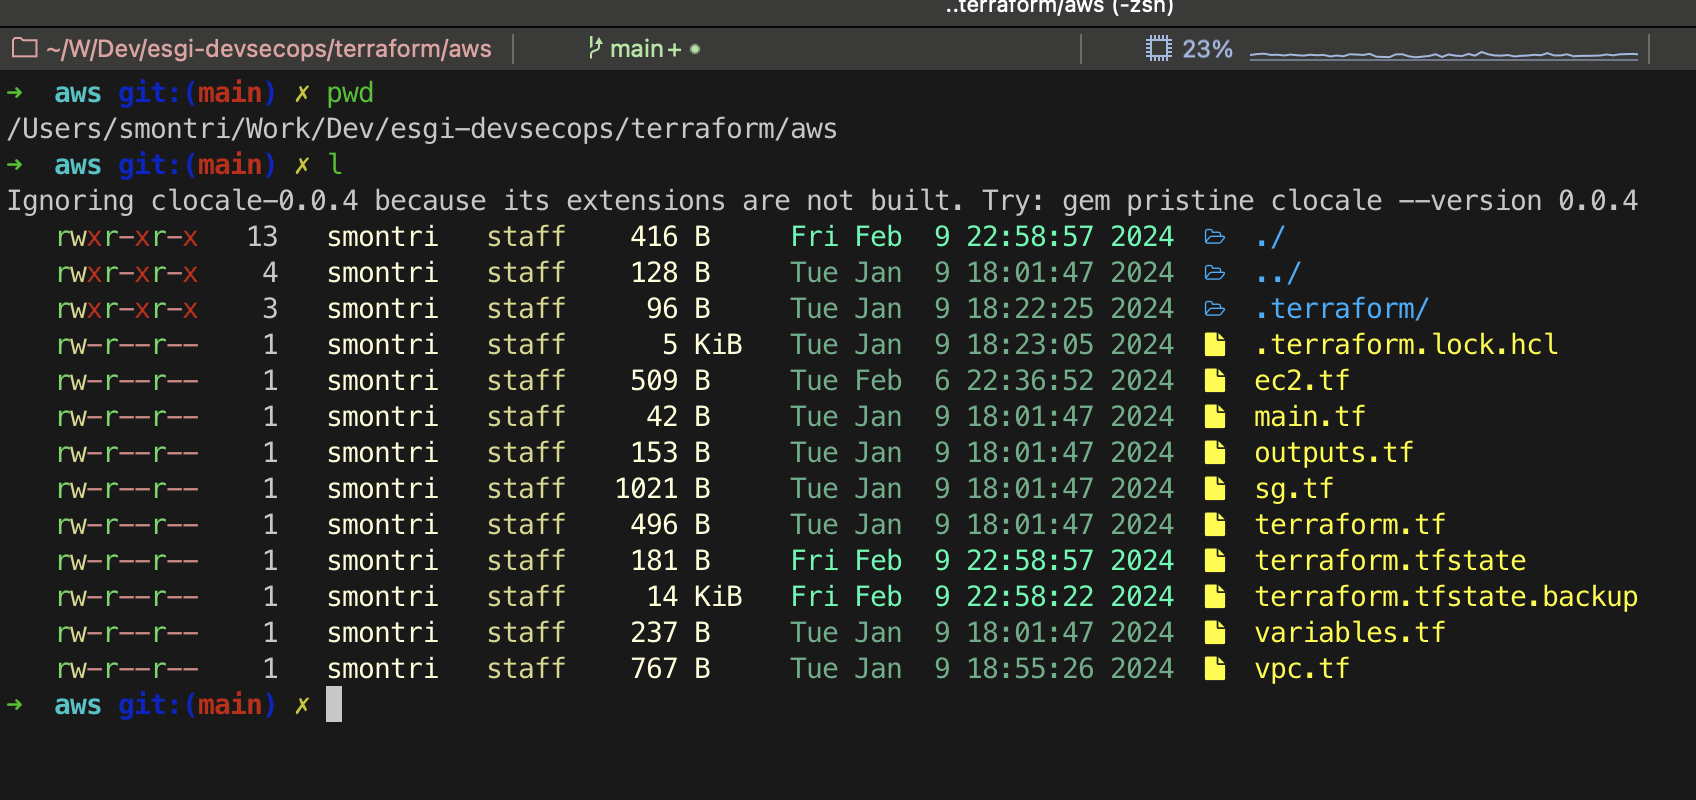 ..terraform/aws (-zsh)
~/W/Dev/esgi-devsecops/terraform/aws main+ 23%
➜ aws git:(main) ✗ pwd
/Users/smontri/Work/Dev/esgi-devsecops/terraform/aws
➜ aws git:(main) ✗ l
Ignoring clocale-0.0.4 because its extensions are not built. Try: gem pristine clocale --version 0.0.4
rwxr-xr-x 13 smontri staff 416 B Fri Feb 9 22:58:57 2024 ./
rwxr-xr-x 4 smontri staff 128 B Tue Jan 9 18:01:47 2024 ../
rwxr-xr-x 3 smontri staff 96 B Tue Jan 9 18:22:25 2024 .terraform/
rw-r--r-- 1 smontri staff 5 KiB Tue Jan 9 18:23:05 2024 .terraform.lock.hcl
rw-r--r-- 1 smontri staff 509 B Tue Feb 6 22:36:52 2024 ec2.tf
rw-r--r-- 1 smontri staff 42 B Tue Jan 9 18:01:47 2024 main.tf
rw-r--r-- 1 smontri staff 153 B Tue Jan 9 18:01:47 2024 outputs.tf
rw-r--r-- 1 smontri staff 1021 B Tue Jan 9 18:01:47 2024 sg.tf
rw-r--r-- 1 smontri staff 496 B Tue Jan 9 18:01:47 2024 terraform.tf
rw-r--r-- 1 smontri staff 181 B Fri Feb 9 22:58:57 2024 terraform.tfstate
rw-r--r-- 1 smontri staff 14 KiB Fri Feb 9 22:58:22 2024 terraform.tfstate.backup
rw-r--r-- 1 smontri staff 237 B Tue Jan 9 18:01:47 2024 variables.tf
rw-r--r-- 1 smontri staff 767 B Tue Jan 9 18:55:26 2024 vpc.tf
➜ aws git:(main) ✗